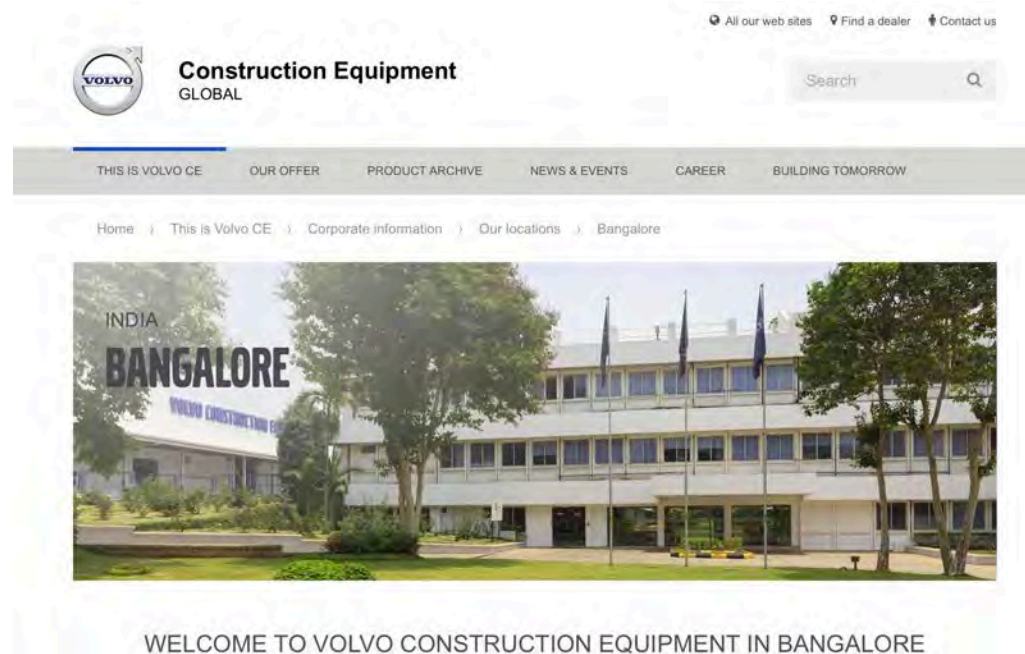 All our web sites Find a dealer Contact us
VOLVO
Construction Equipment
GLOBAL
Search
THIS IS VOLVO CE OUR OFFER PRODUCT ARCHIVE NEWS & EVENTS CAREER BUILDING TOMORROW
Home › This is Volvo CE › Corporate information › Our locations › Bangalore
INDIA
BANGALORE
VOLVO CONSTRUCTION
WELCOME TO VOLVO CONSTRUCTION EQUIPMENT IN BANGALORE